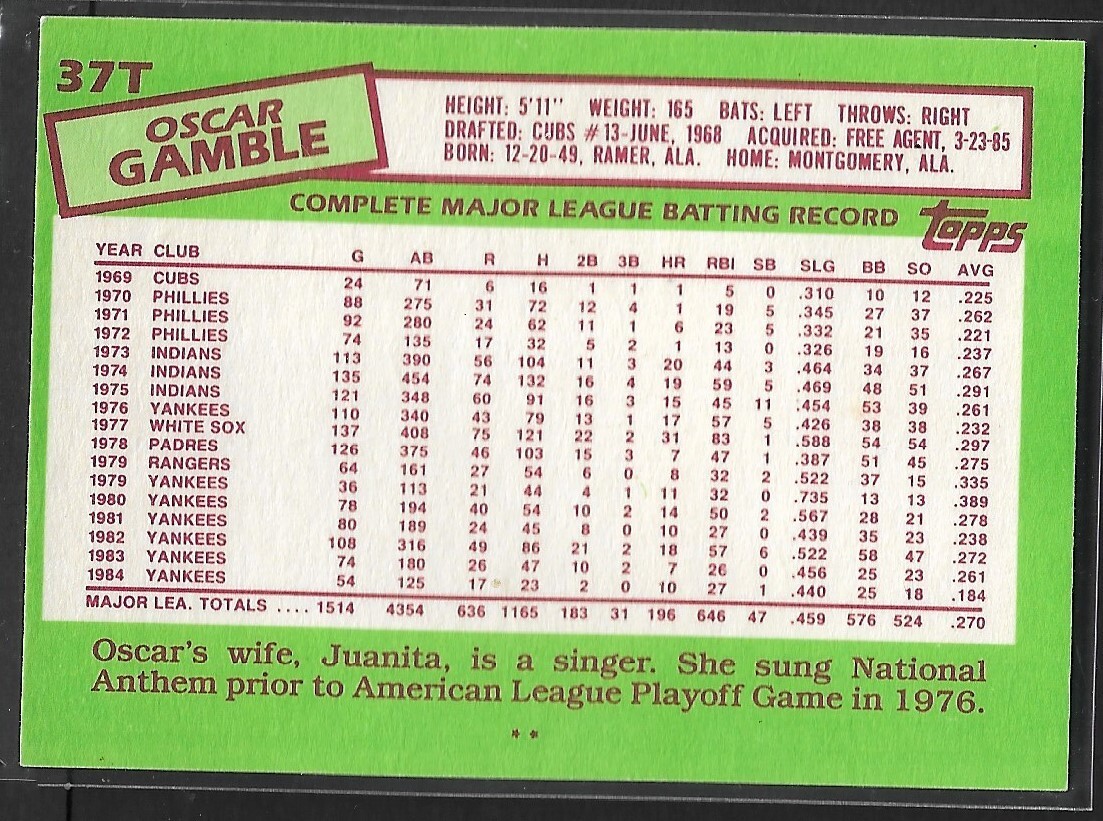 37T
OSCAR
GAMBLE
HEIGHT: 5'11" WEIGHT: 165 BATS: LEFT THROWS: RIGHT
DRAFTED: CUBS #13-JUNE, 1968 ACQUIRED: FREE AGENT, 3-23-85
BORN: 12-20-49, RAMER, ALA. HOME: MONTGOMERY, ALA.
COMPLETE MAJOR LEAGUE BATTING RECORD
Topps
YEAR CLUB G AB R H 2B 3B HR RBI SB SLG BB SO AVG
1969 CUBS 24 71 6 16 1 1 1 5 0 .310 10 12 .225
1970 PHILLIES 88 275 31 72 12 4 1 19 5 .345 27 37 .262
1971 PHILLIES 92 280 24 62 11 1 6 23 5 .332 21 35 .221
1972 PHILLIES 74 135 17 32 5 2 1 13 0 .326 19 16 .237
1973 INDIANS 113 390 56 104 11 3 20 44 3 .464 34 37 .267
1974 INDIANS 135 454 74 132 16 4 19 59 5 .469 48 51 .291
1975 INDIANS 121 348 60 91 16 3 15 45 11 .454 53 39 .261
1976 YANKEES 110 340 43 79 13 1 17 57 5 .426 38 38 .232
1977 WHITE SOX 137 408 75 121 22 2 31 83 1 .588 54 54 .297
1978 PADRES 126 375 46 103 15 3 7 47 1 .387 51 45 .275
1979 RANGERS 64 161 27 54 6 0 8 32 2 .522 37 15 .335
1979 YANKEES 36 113 21 44 4 1 11 32 0 .735 13 13 .389
1980 YANKEES 78 194 40 54 10 2 14 50 2 .567 28 21 .278
1981 YANKEES 80 189 24 45 8 0 10 27 0 .439 35 23 .238
1982 YANKEES 108 316 49 86 21 2 18 57 6 .522 58 47 .272
1983 YANKEES 74 180 26 47 10 2 7 26 0 .456 25 23 .261
1984 YANKEES 54 125 17 23 2 0 10 27 1 .440 25 18 .184
MAJOR LEA. TOTALS .... 1514 4354 636 1165 183 31 196 646 47 .459 576 524 .270
Oscar's wife, Juanita, is a singer. She sung National
Anthem prior to American League Playoff Game in 1976.
**